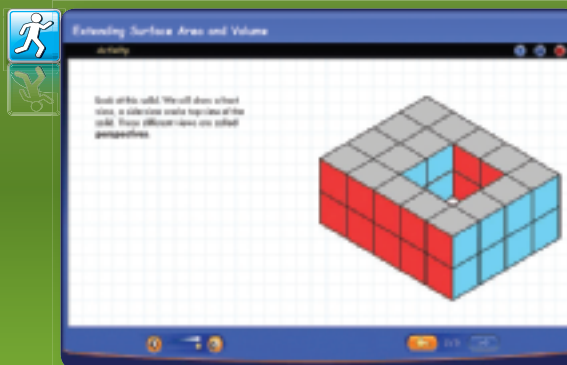 Extending Surface Area and Volume
Activity
Look at this solid. We will draw a front
view, a side view and a top view of the
solid. These different views are called
perspectives.